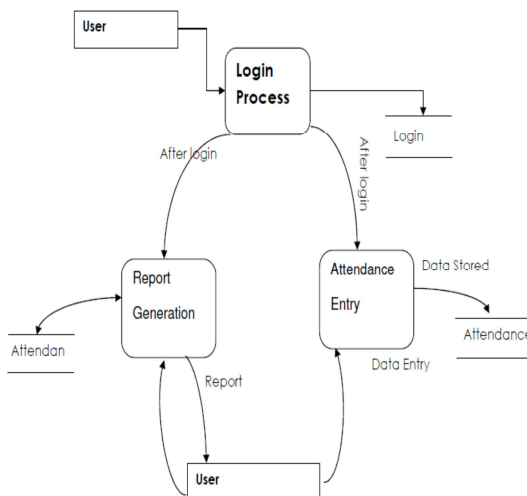 User
Login
Process
Login
After login
After login
Report
Generation
Attendance
Entry
Data Stored
Attendan
Attendance
Data Entry
Report
User